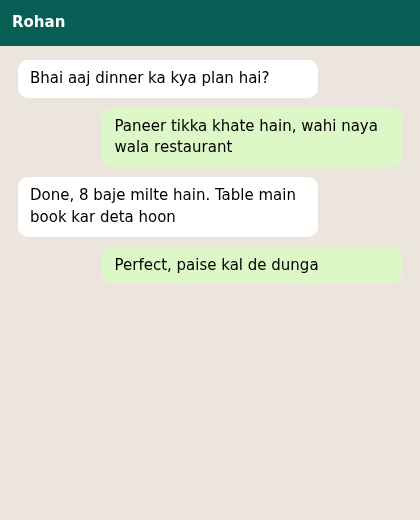 Rohan
Bhai aaj dinner ka kya plan hai?
Paneer tikka khate hain, wahi naya
wala restaurant
Done, 8 baje milte hain. Table main
book kar deta hoon
Perfect, paise kal de dunga